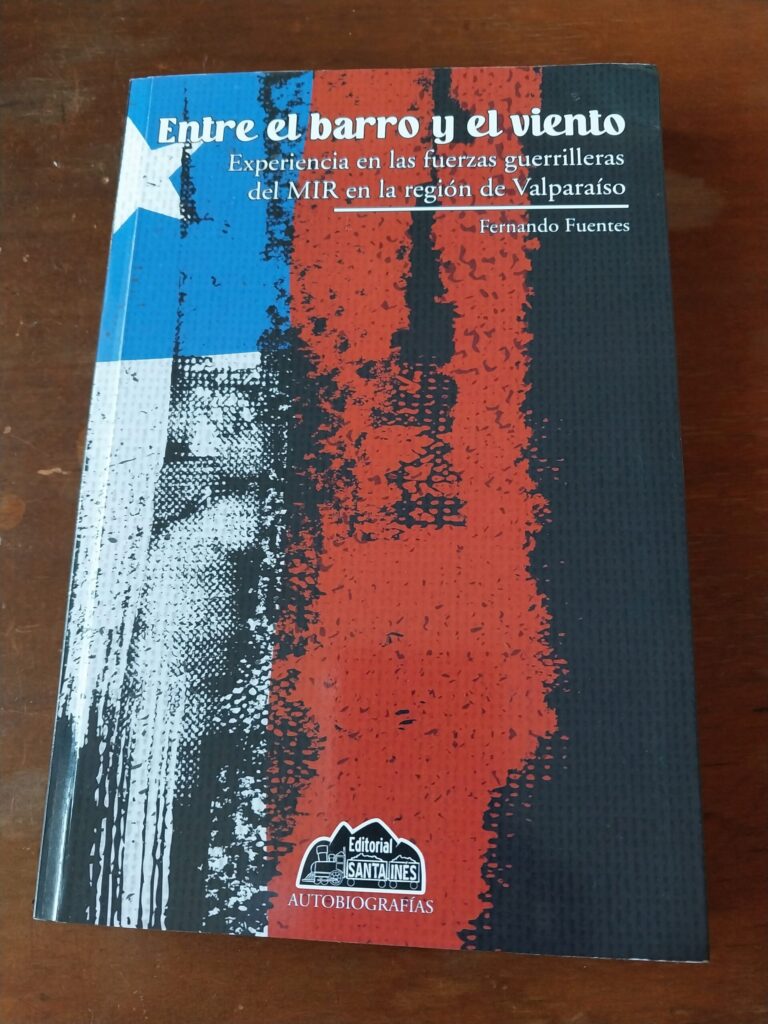 Entre el barro y el viento
Experiencia en las fuerzas guerrilleras
del MIR en la región de Valparaíso
Fernando Fuentes
Editorial
SANTA INES
AUTOBIOGRAFÍAS